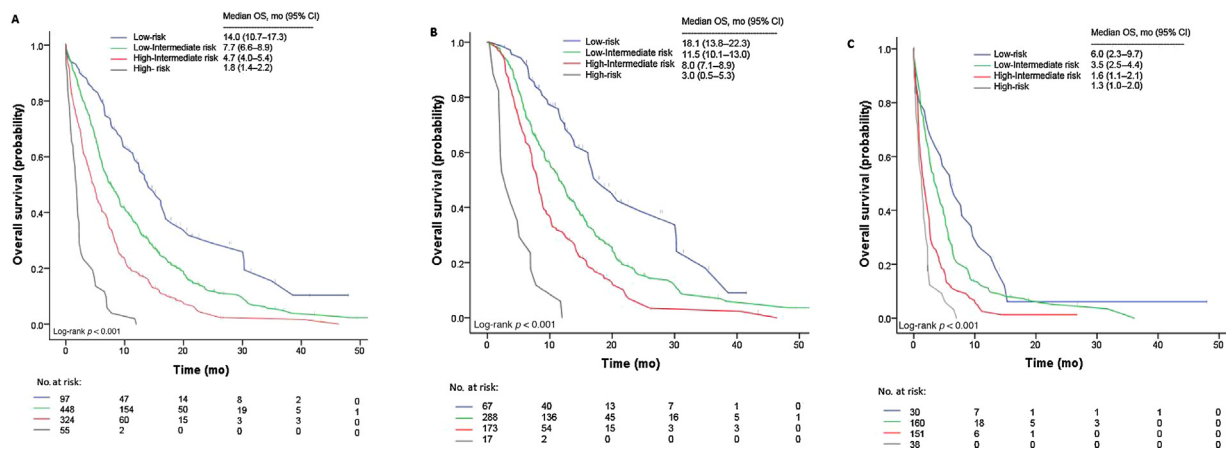 A
Median OS, mo (95% CI)
Low-risk 14.0 (10.7–17.3)
Low-Intermediate risk 7.7 (6.6–8.9)
High-Intermediate risk 4.7 (4.0–5.4)
High- risk 1.8 (1.4–2.2)
Overall survival (probability)
1.0
0.8
0.6
0.4
0.2
0.0
Log-rank p < 0.001
0 10 20 30 40 50
Time (mo)
No. at risk:
97 47 14 8 2 0
448 154 50 19 5 1
324 60 15 3 3 0
55 2 0 0 0 0
B
Median OS, mo (95% CI)
Low-risk 18.1 (13.8–22.3)
Low-Intermediate risk 11.5 (10.1–13.0)
High-Intermediate risk 8.0 (7.1–8.9)
High-risk 3.0 (0.5–5.3)
Overall survival (probability)
1.0
0.8
0.6
0.4
0.2
0.0
Log-rank p < 0.001
0 10 20 30 40 50
Time (mo)
No. at risk:
67 40 13 7 1 0
288 136 45 16 5 1
173 54 15 3 3 0
17 2 0 0 0 0
C
Median OS, mo (95% CI)
Low-risk 6.0 (2.3–9.7)
Low-Intermediate risk 3.5 (2.5–4.4)
High-Intermediate risk 1.6 (1.1–2.1)
High-risk 1.3 (1.0–2.0)
Overall survival (probability)
1.0
0.8
0.6
0.4
0.2
0.0
Log-rank p < 0.001
0 10 20 30 40 50
Time (mo)
No. at risk:
30 7 1 1 1 0
160 18 5 3 0 0
151 6 1 0 0 0
38 0 0 0 0 0